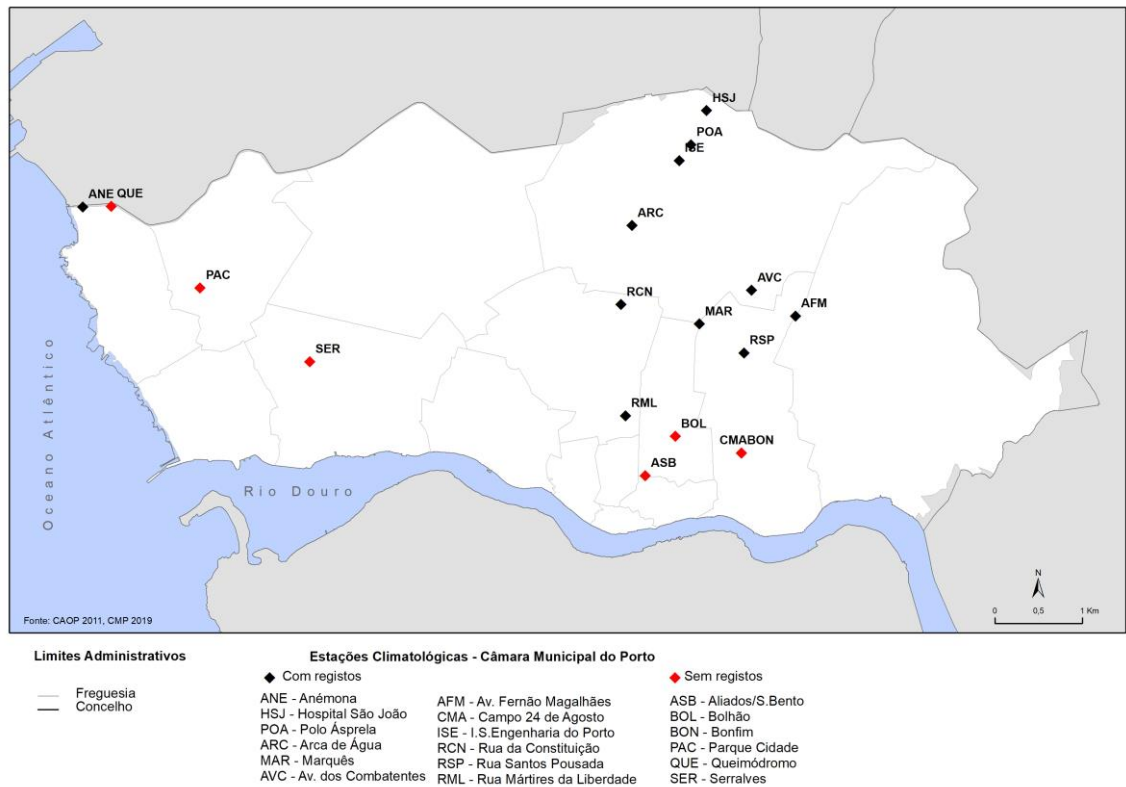 HSJ
POA
ISE
ANE QUE
ARC
PAC
AVC
RCN
AFM
MAR
RSP
SER
RML
BOL
CMABON
ASB
Oceano Atlêntico
Rio Douro
N
0 0,5 1 Km
Fonte: CAOP 2011, CMP 2019
Limites Administrativos
Freguesia
Concelho
Estações Climatológicas - Câmara Municipal do Porto
Com registos
ANE - Anémona
HSJ - Hospital São João
POA - Polo Ásprela
ARC - Arca de Água
MAR - Marquês
AVC - Av. dos Combatentes
AFM - Av. Fernão Magalhães
CMA - Campo 24 de Agosto
ISE - I.S.Engenharia do Porto
RCN - Rua da Constituição
RSP - Rua Santos Pousada
RML - Rua Mártires da Liberdade
Sem registos
ASB - Aliados/S.Bento
BOL - Bolhão
BON - Bonfim
PAC - Parque Cidade
QUE - Queimódromo
SER - Serralves